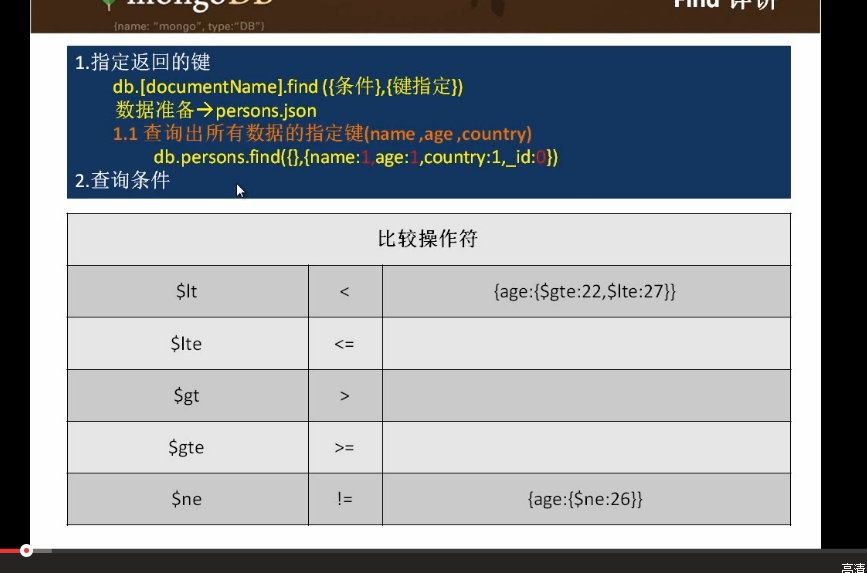 mongoDB
Find 详讲
{name: "mongo", type:"DB"}
1.指定返回的键
db.[documentName].find ({条件},{键指定})
数据准备→persons.json
1.1 查询出所有数据的指定键(name ,age ,country)
db.persons.find({},{name:1,age:1,country:1,_id:0})
2.查询条件
比较操作符
$lt < {age:{$gte:22,$lte:27}}
$lte <=
$gt >
$gte >=
$ne != {age:{$ne:26}}
高清